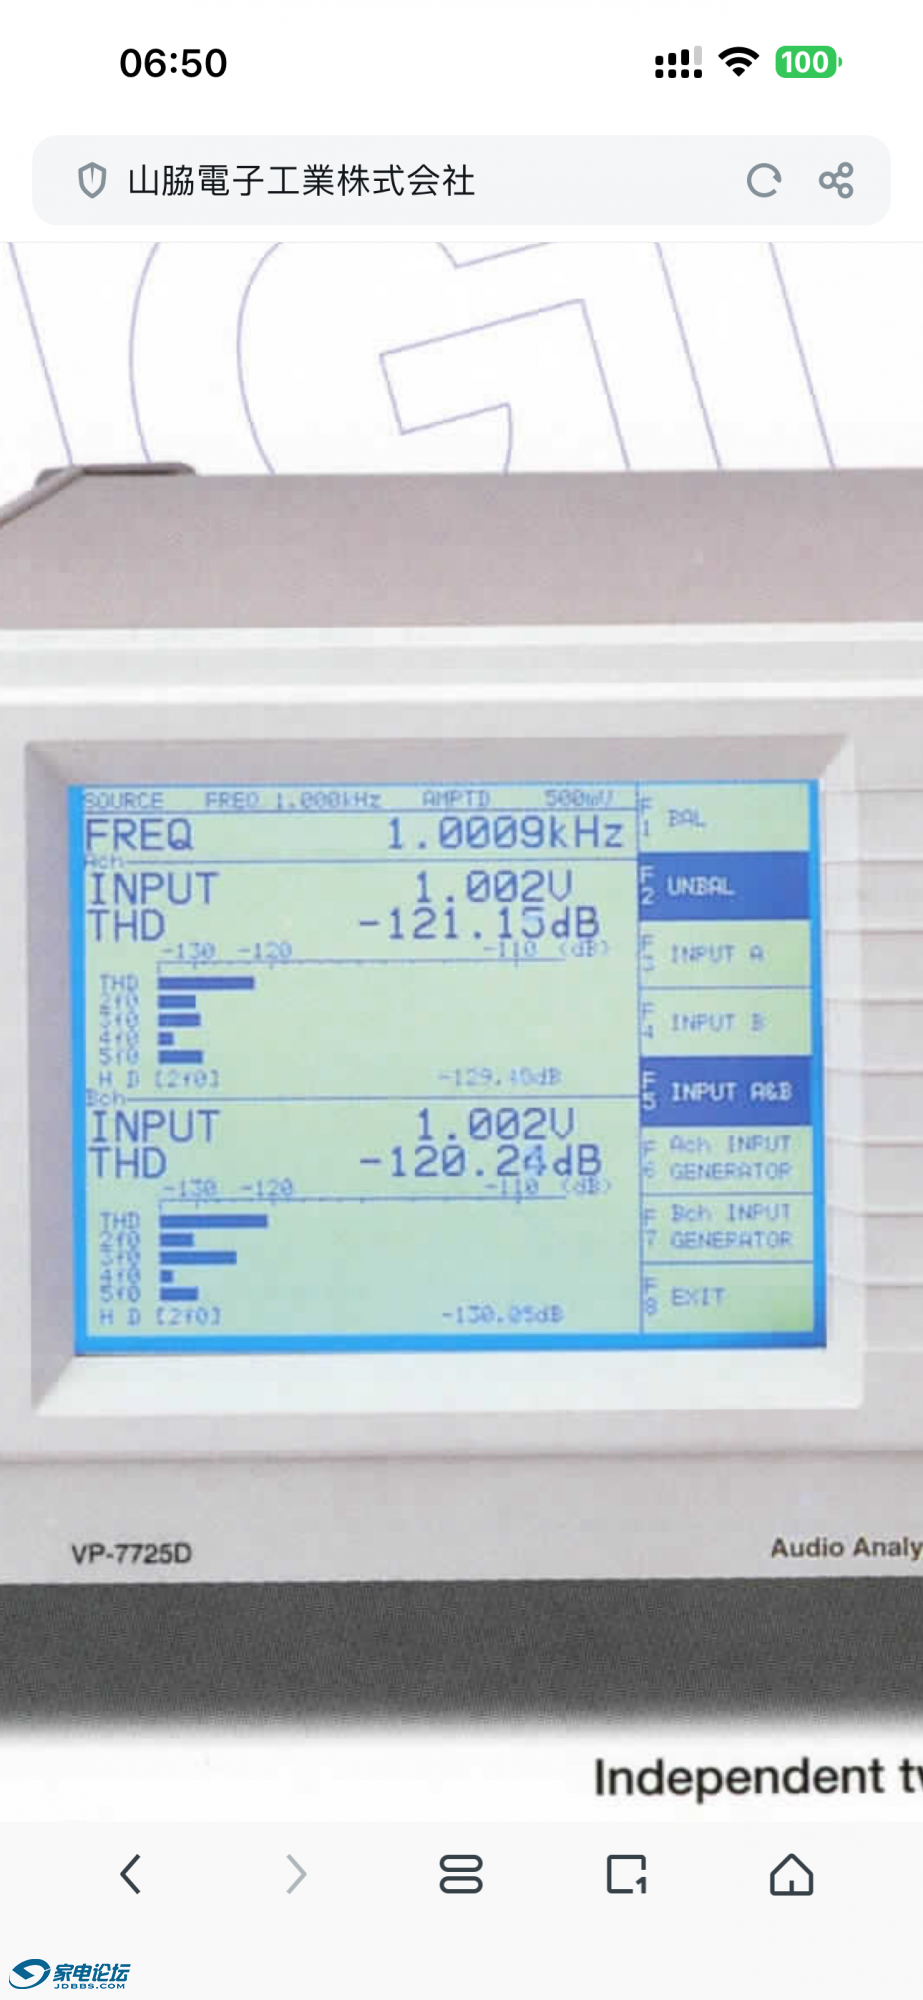 06:50
100
山脇電子工業株式会社
SOURCE FREQ 1.000kHz AMPTD 500mV
FREQ 1.0009kHz
Ach
INPUT 1.002V
THD -121.15dB
-130 -120 -110 (dB)
THD
2f0
3f0
4f0
5f0
H D [2f0] -129.40dB
Bch
INPUT 1.002V
THD -120.24dB
-130 -120 -110 (dB)
THD
2f0
3f0
4f0
5f0
H D [2f0] -130.05dB
F1 BAL
F2 UNBAL
F3 INPUT A
F4 INPUT B
F5 INPUT A&B
F6 Ach INPUT
GENERATOR
F7 Bch INPUT
GENERATOR
F8 EXIT
VP-7725D
Audio Analy
Independent tw
1
家电论坛
JDBBS.COM